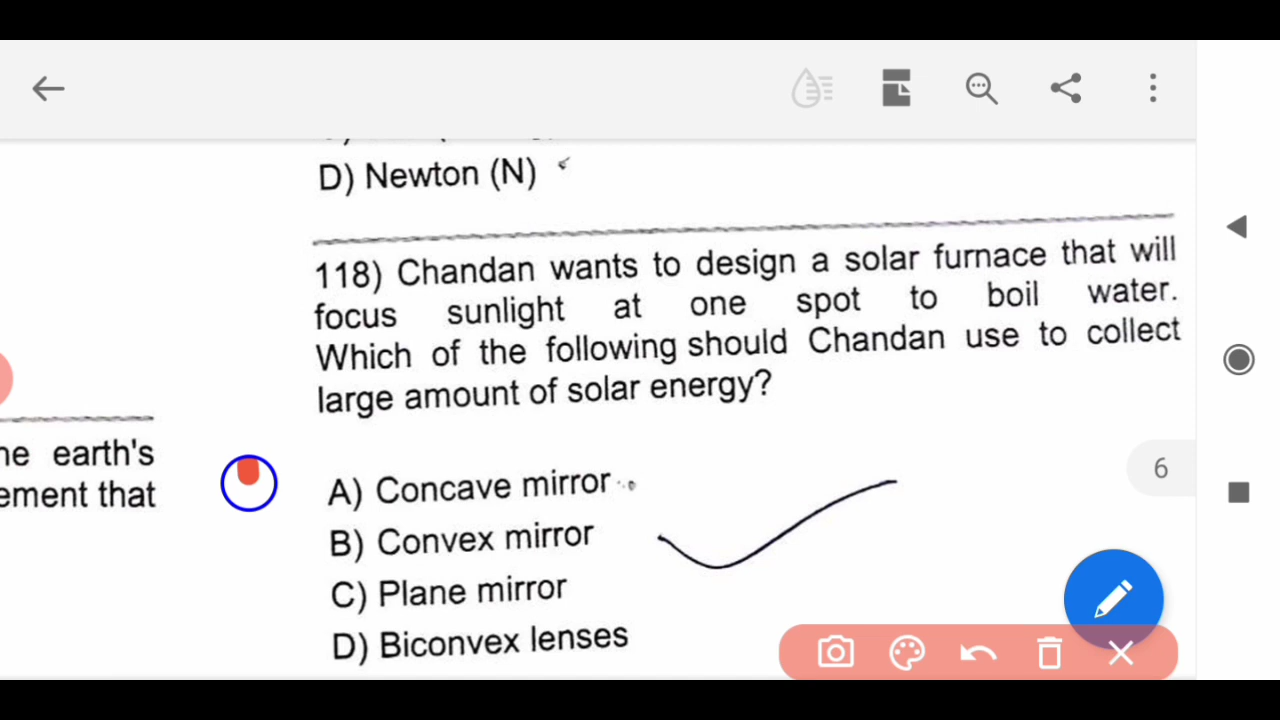 D) Newton (N)
118) Chandan wants to design a solar furnace that will
focus sunlight at one spot to boil water.
Which of the following should Chandan use to collect
large amount of solar energy?
he earth's
ement that
A) Concave mirror
B) Convex mirror
C) Plane mirror
D) Biconvex lenses
6